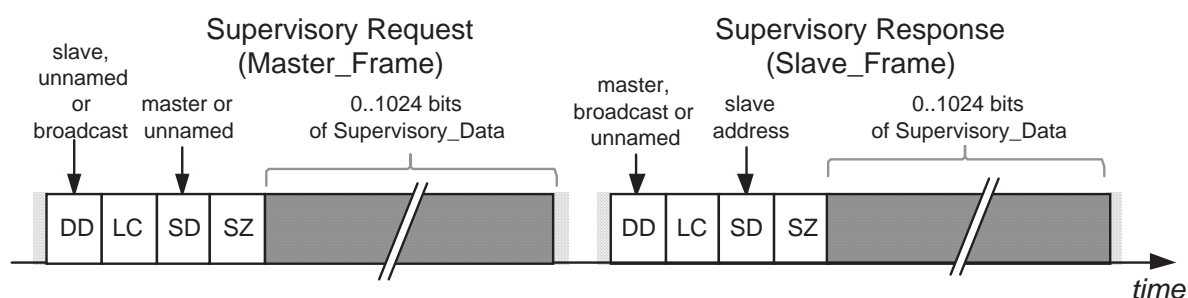 Supervisory Request
(Master_Frame)
slave,
unnamed
or
broadcast
master or
unnamed
0..1024 bits
of Supervisory_Data
DD LC SD SZ
Supervisory Response
(Slave_Frame)
master,
broadcast or
unnamed
slave
address
0..1024 bits
of Supervisory_Data
DD LC SD SZ
time